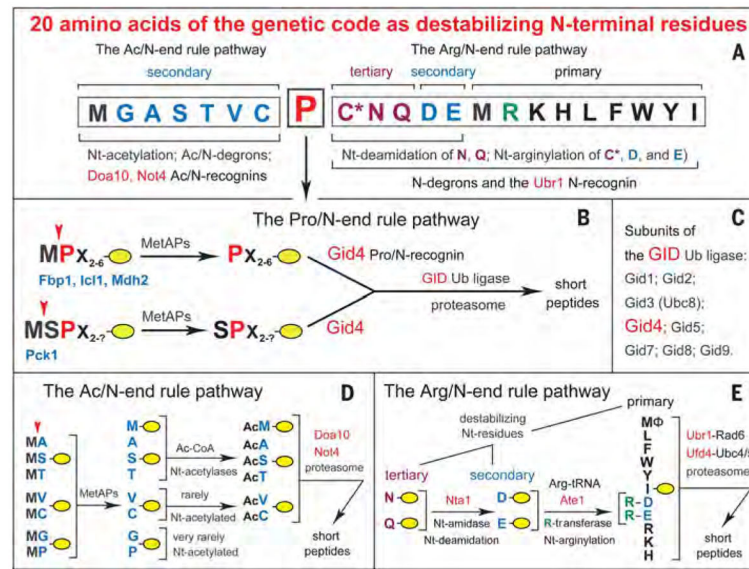 20 amino acids of the genetic code as destabilizing N-terminal residues
A
The Ac/N-end rule pathway
The Arg/N-end rule pathway
secondary
tertiary secondary primary
M G A S T V C P C* N Q D E M R K H L F W Y I
Nt-acetylation; Ac/N-degrons;
Doa10, Not4 Ac/N-recognins
Nt-deamidation of N, Q; Nt-arginylation of C*, D, and E)
N-degrons and the Ubr1 N-recognin
The Pro/N-end rule pathway
B
MPX2-6
MetAPs
PX2-6
Gid4 Pro/N-recognin
Fbp1, Icl1, Mdh2
GID Ub ligase
proteasome
short
peptides
MSPX2-?
MetAPs
SPX2-?
Gid4
Pck1
C
Subunits of
the GID Ub ligase:
Gid1; Gid2;
Gid3 (Ubc8);
Gid4; Gid5;
Gid7; Gid8; Gid9.
The Ac/N-end rule pathway
D
MA
MS
MT
MV
MC
MG
MP
MetAPs
M
A
S
T
V
C
G
P
Ac-CoA
Nt-acetylases
rarely
Nt-acetylated
very rarely
Nt-acetylated
AcM
AcA
AcS
AcT
AcV
AcC
Doa10
Not4
proteasome
short
peptides
The Arg/N-end rule pathway
E
primary
destabilizing
Nt-residues
tertiary
secondary
N
Q
Nta1
Nt-amidase
Nt-deamidation
D
E
Arg-tRNA
Ate1
R-transferase
Nt-arginylation
MΦ
L
F
W
Y
I
R-D
R-E
R
K
H
Ubr1-Rad6
Ufd4-Ubc4/5
proteasome
short
peptides